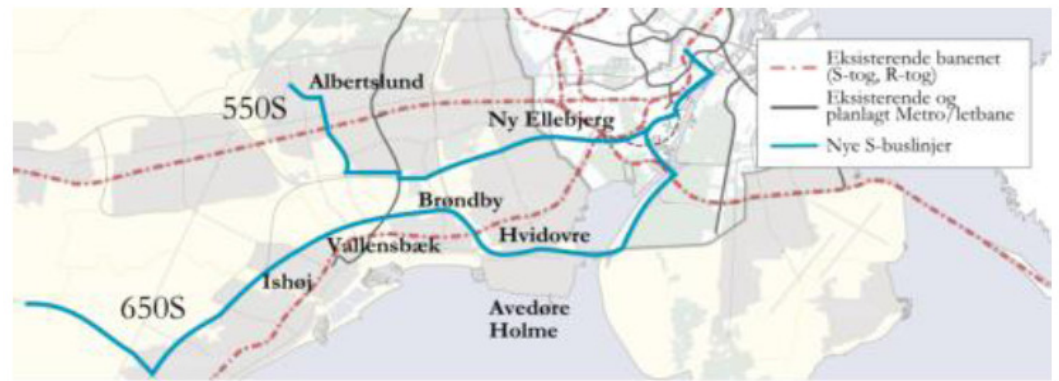 Albertslund
550S
Ny Ellebjerg
Brøndby
Hvidovre
Vallensbæk
Ishøj
650S
Avedøre
Holme
Eksisterende banenet
(S-tog, R-tog)
Eksisterende og
planlagt Metro/letbane
Nye S-buslinjer